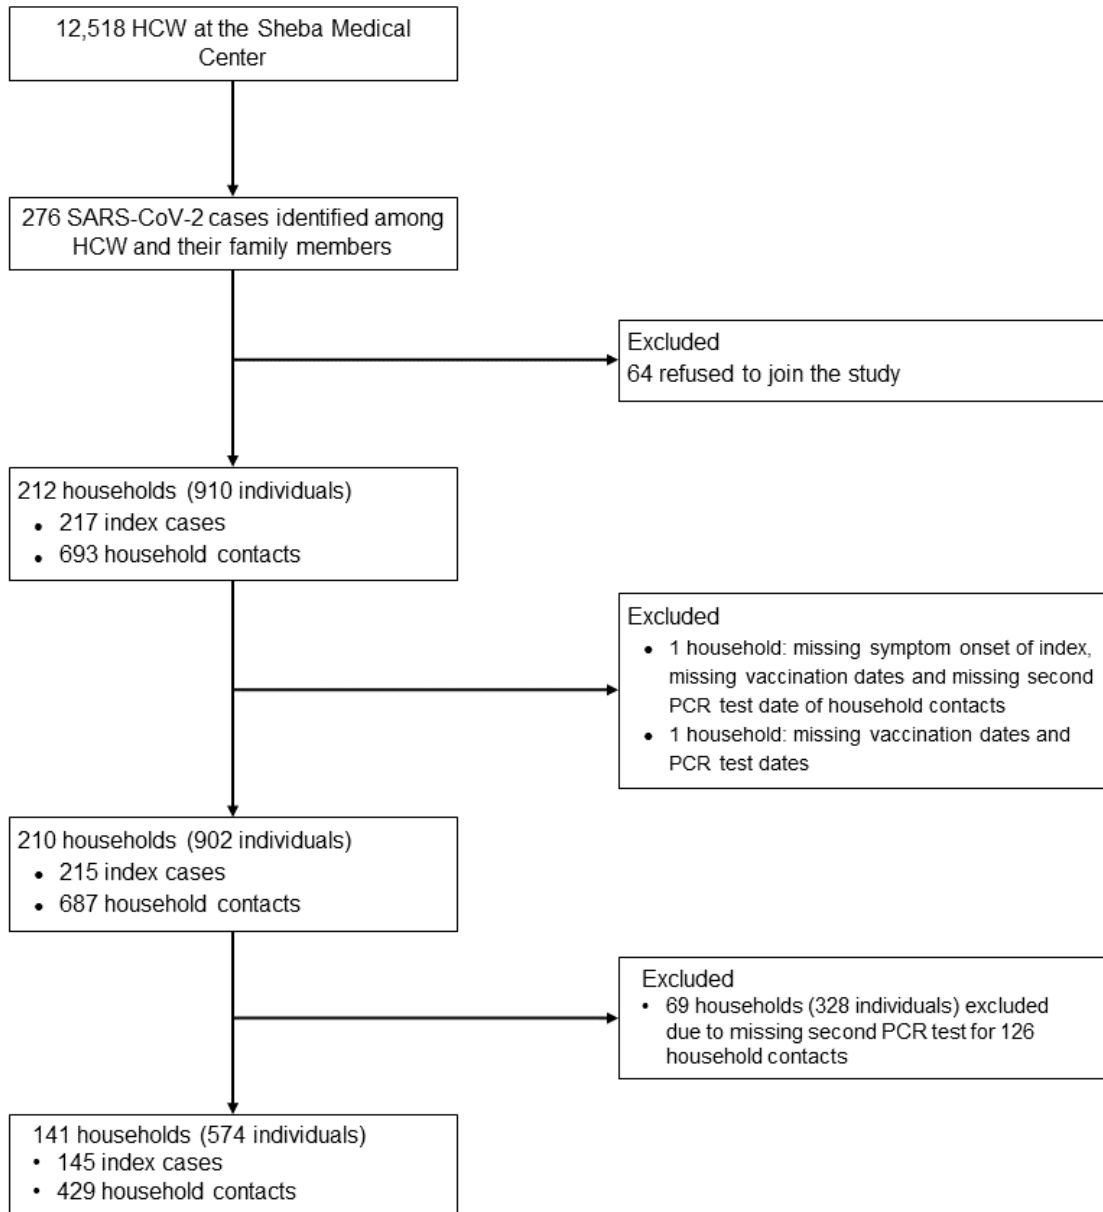 12,518 HCW at the Sheba Medical
Center
276 SARS-CoV-2 cases identified among
HCW and their family members
Excluded
64 refused to join the study
212 households (910 individuals)
• 217 index cases
• 693 household contacts
Excluded
• 1 household: missing symptom onset of index,
missing vaccination dates and missing second
PCR test date of household contacts
• 1 household: missing vaccination dates and
PCR test dates
210 households (902 individuals)
• 215 index cases
• 687 household contacts
Excluded
• 69 households (328 individuals) excluded
due to missing second PCR test for 126
household contacts
141 households (574 individuals)
• 145 index cases
• 429 household contacts